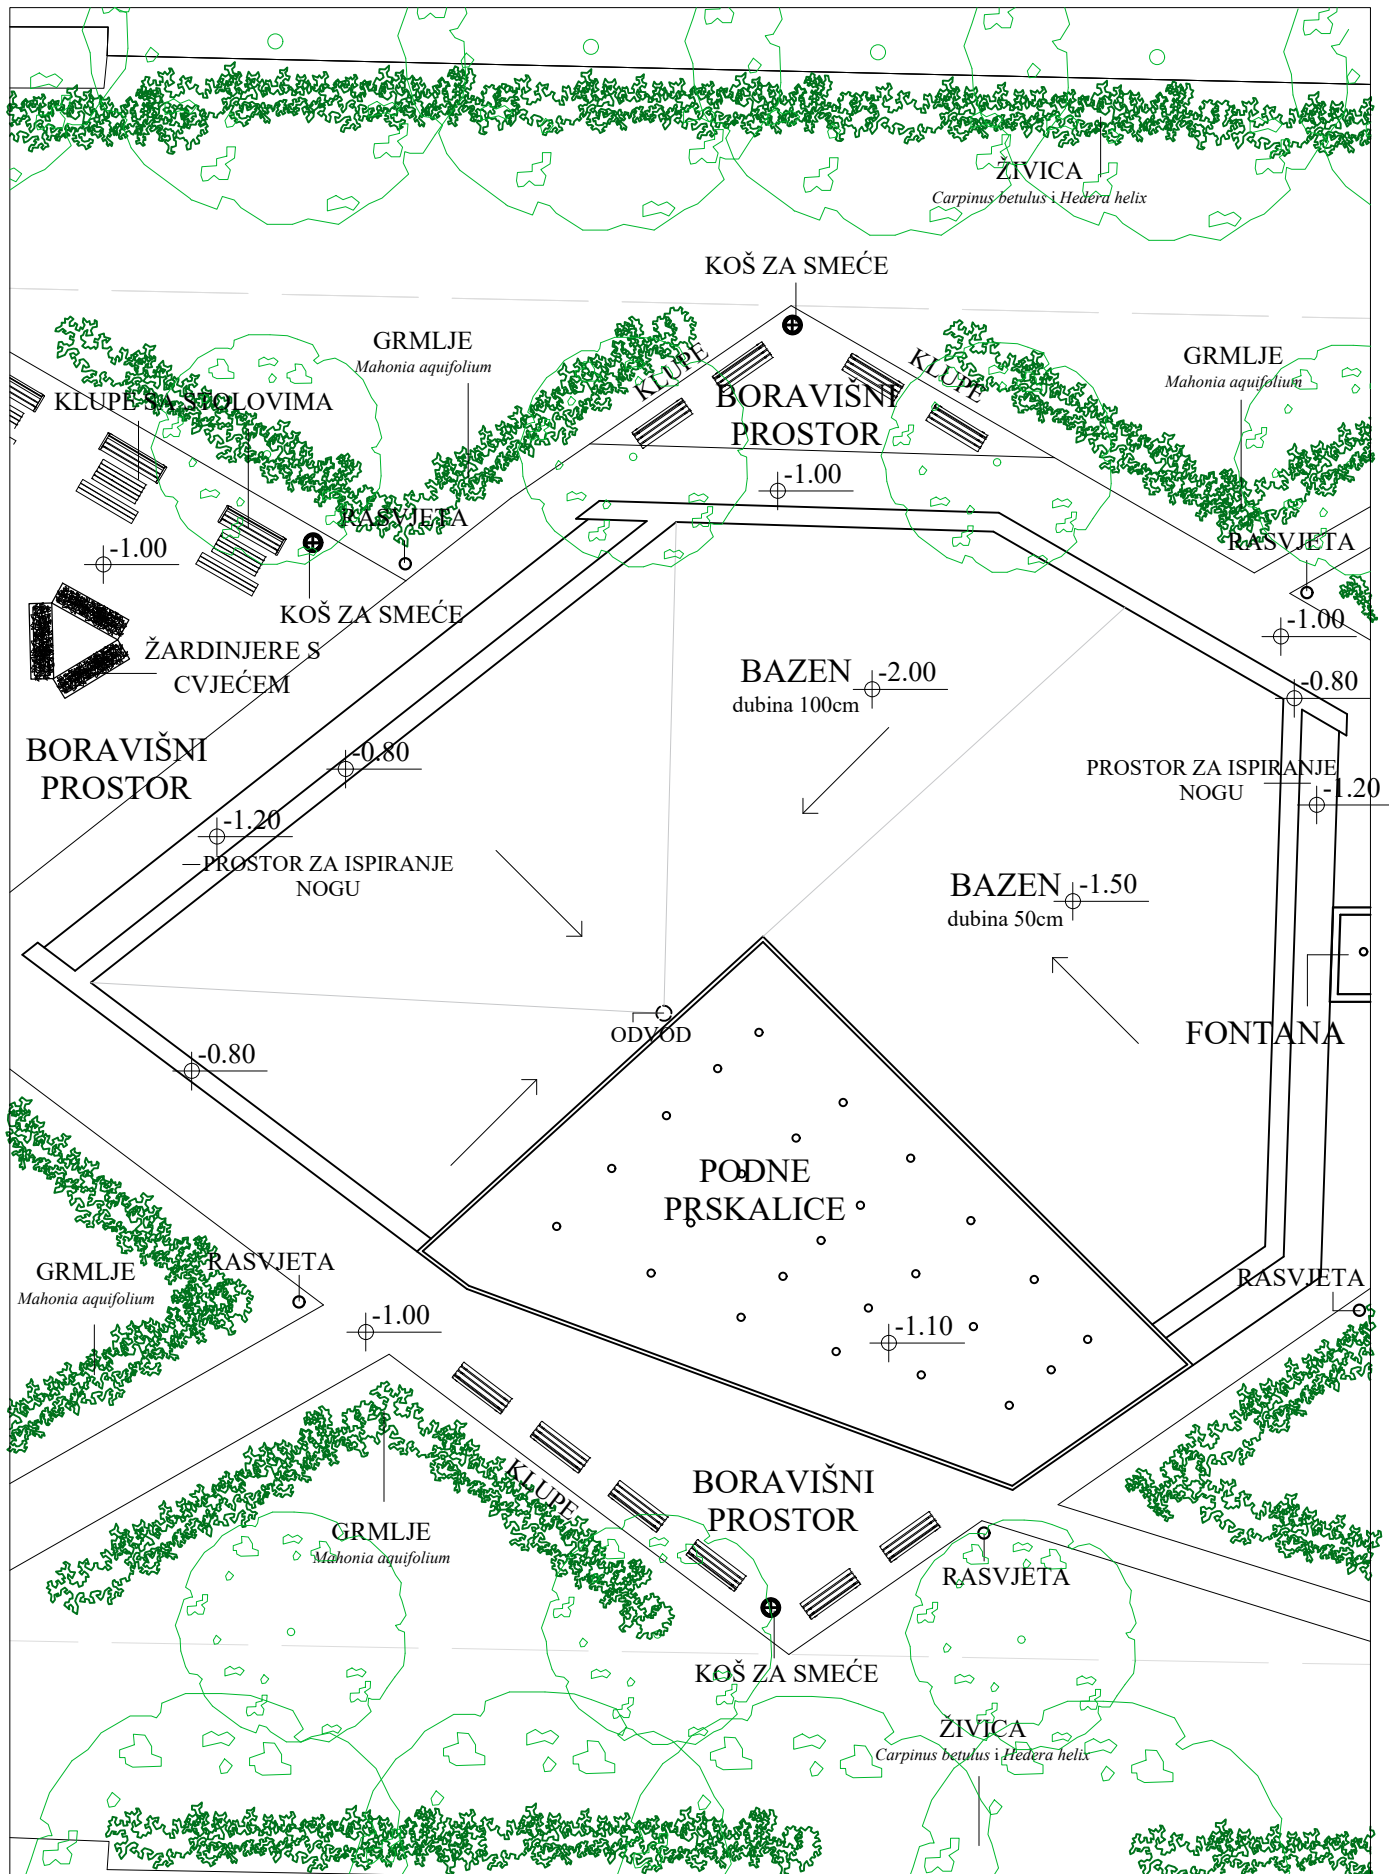 ŽIVICA
Carpinus betulus i Hedera helix
KOŠ ZA SMEĆE
GRMLJE
Mahonia aquifolium
KLUPE
KLUPE
GRMLJE
Mahonia aquifolium
KLUPE SA STOLOVIMA
BORAVIŠNI
PROSTOR
-1.00
RASVJETA
RASVJETA
-1.00
KOŠ ZA SMEĆE
-1.00
ŽARDINJERE S
CVJEĆEM
BAZEN
-2.00
dubina 100cm
-0.80
BORAVIŠNI
PROSTOR
-0.80
PROSTOR ZA ISPIRANJE
NOGU
-1.20
-1.20
PROSTOR ZA ISPIRANJE
NOGU
BAZEN
-1.50
dubina 50cm
ODVOD
FONTANA
-0.80
PODNE
PRSKALICE
RASVJETA
GRMLJE
Mahonia aquifolium
RASVJETA
-1.00
-1.10
KLUPE
BORAVIŠNI
PROSTOR
GRMLJE
Mahonia aquifolium
RASVJETA
KOŠ ZA SMEĆE
ŽIVICA
Carpinus betulus i Hedera helix